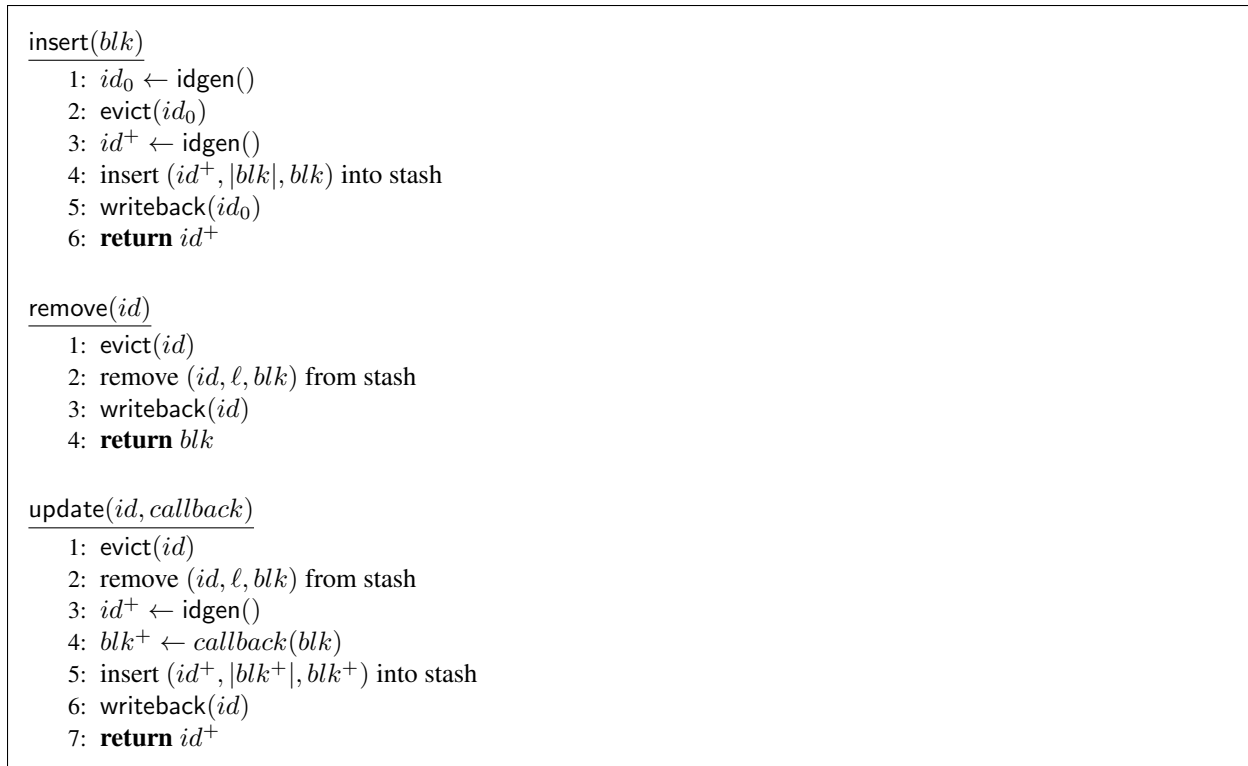 insert(blk)
1: id₀ ← idgen()
2: evict(id₀)
3: id⁺ ← idgen()
4: insert (id⁺, |blk|, blk) into stash
5: writeback(id₀)
6: return id⁺
remove(id)
1: evict(id)
2: remove (id, ℓ, blk) from stash
3: writeback(id)
4: return blk
update(id, callback)
1: evict(id)
2: remove (id, ℓ, blk) from stash
3: id⁺ ← idgen()
4: blk⁺ ← callback(blk)
5: insert (id⁺, |blk⁺|, blk⁺) into stash
6: writeback(id)
7: return id⁺